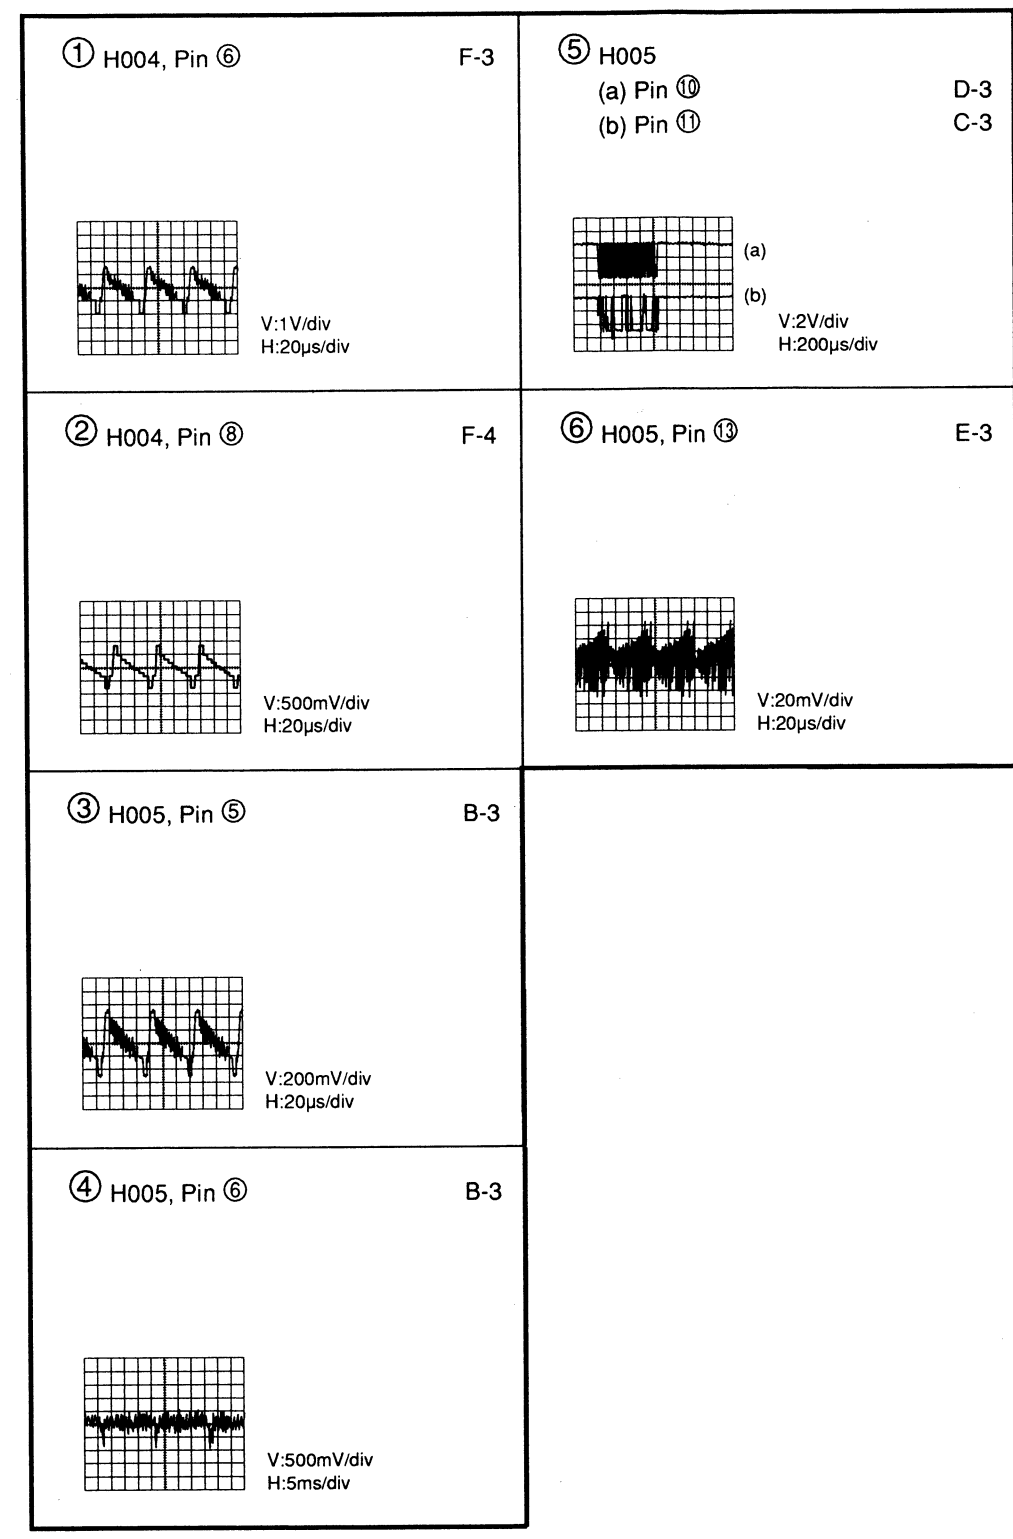 ① H004, Pin ⑥ F-3
V:1V/div
H:20µs/div
② H004, Pin ⑧ F-4
V:500mV/div
H:20µs/div
③ H005, Pin ⑤ B-3
V:200mV/div
H:20µs/div
④ H005, Pin ⑥ B-3
V:500mV/div
H:5ms/div
⑤ H005
(a) Pin ⑩ D-3
(b) Pin ⑪ C-3
(a)
(b)
V:2V/div
H:200µs/div
⑥ H005, Pin ⑬ E-3
V:20mV/div
H:20µs/div